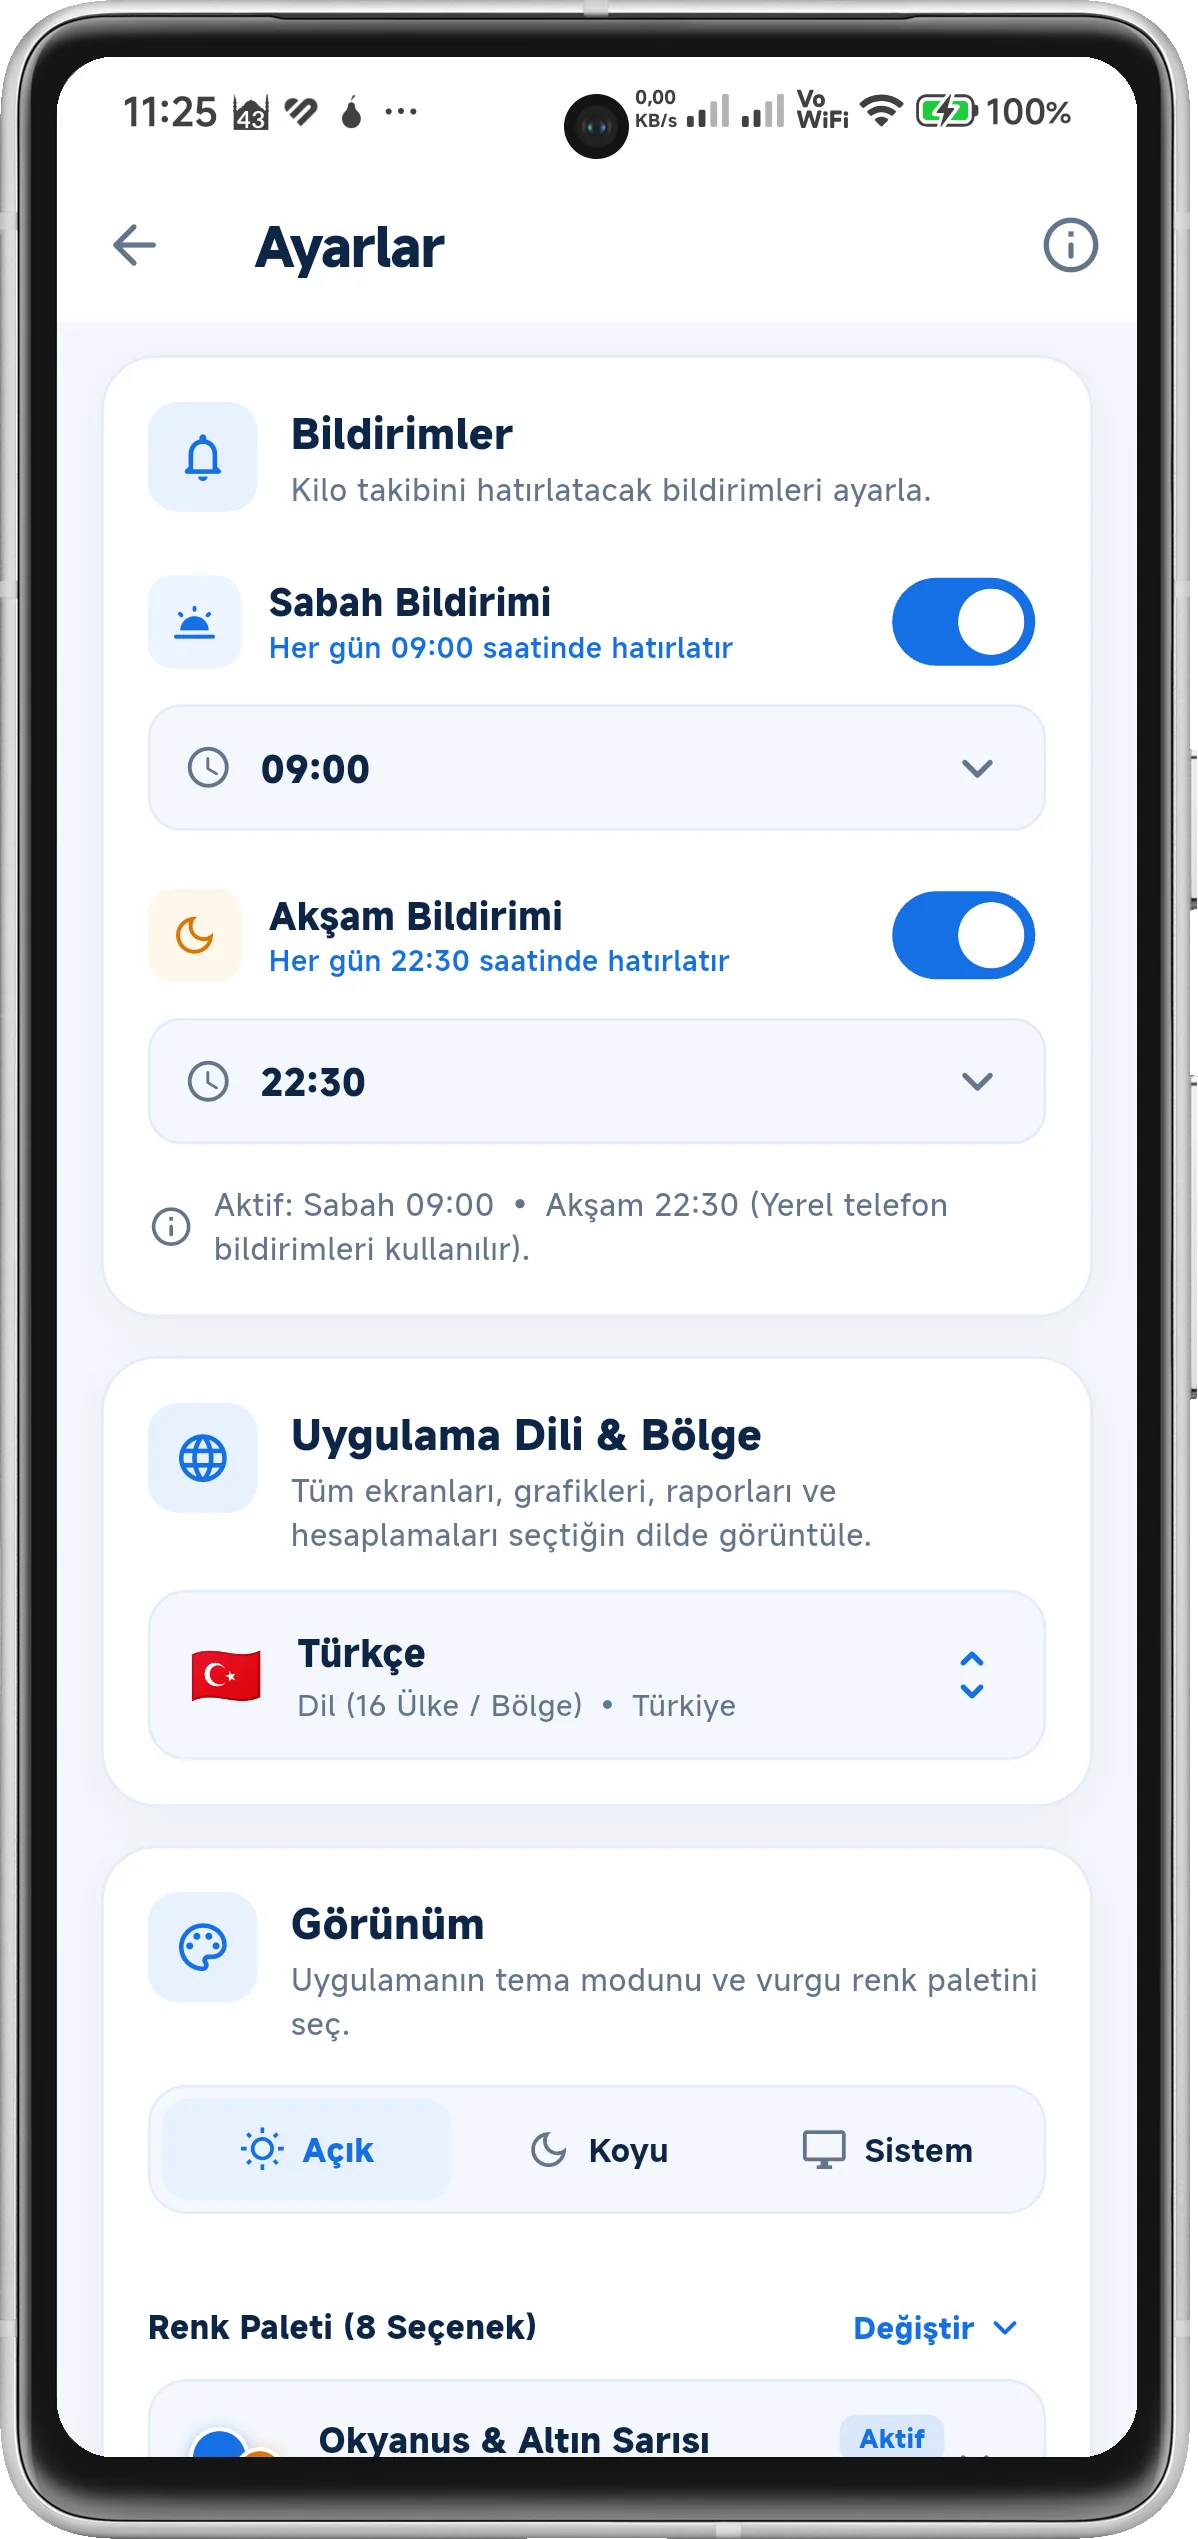 11:25 43 ... 0,00 KB/s Vo WiFi 100%
Ayarlar
Bildirimler
Kilo takibini hatırlatacak bildirimleri ayarla.
Sabah Bildirimi
Her gün 09:00 saatinde hatırlatır
09:00
Akşam Bildirimi
Her gün 22:30 saatinde hatırlatır
22:30
Aktif: Sabah 09:00 • Akşam 22:30 (Yerel telefon
bildirimleri kullanılır).
Uygulama Dili & Bölge
Tüm ekranları, grafikleri, raporları ve
hesaplamaları seçtiğin dilde görüntüle.
Türkçe
Dil (16 Ülke / Bölge) • Türkiye
Görünüm
Uygulamanın tema modunu ve vurgu renk paletini
seç.
Açık Koyu Sistem
Renk Paleti (8 Seçenek) Değiştir
Okyanus & Altın Sarısı Aktif